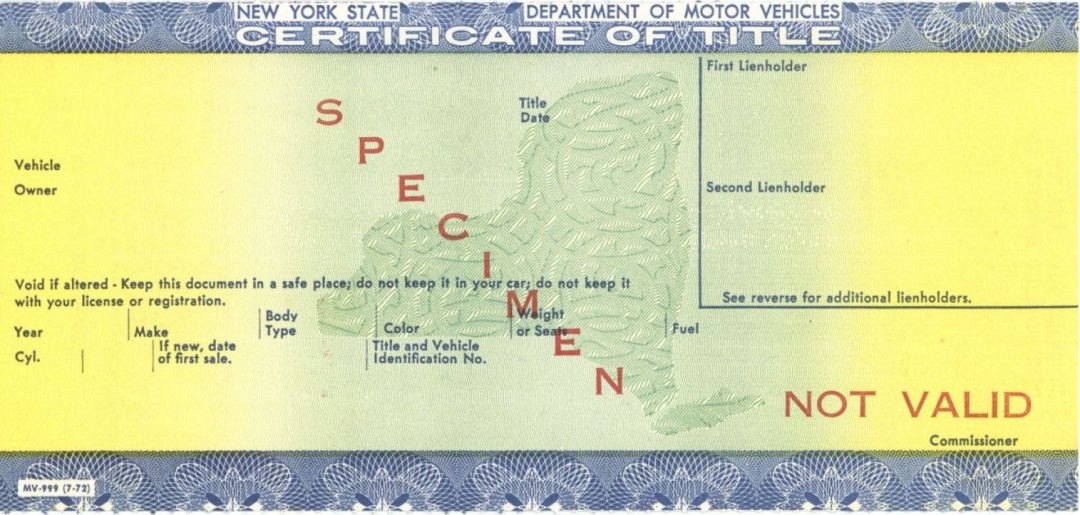 NEW YORK STATE DEPARTMENT OF MOTOR VEHICLES
CERTIFICATE OF TITLE
First Lienholder
Title
Date
SPECIMEN
Vehicle
Owner
Second Lienholder
Void if altered - Keep this document in a safe place; do not keep it in your car; do not keep it
with your license or registration.
See reverse for additional lienholders.
Year
Make
Body
Type
Color
Weight
or Seats
Fuel
Cyl.
If new, date
of first sale.
Title and Vehicle
Identification No.
NOT VALID
Commissioner
MV-999 (7-72)